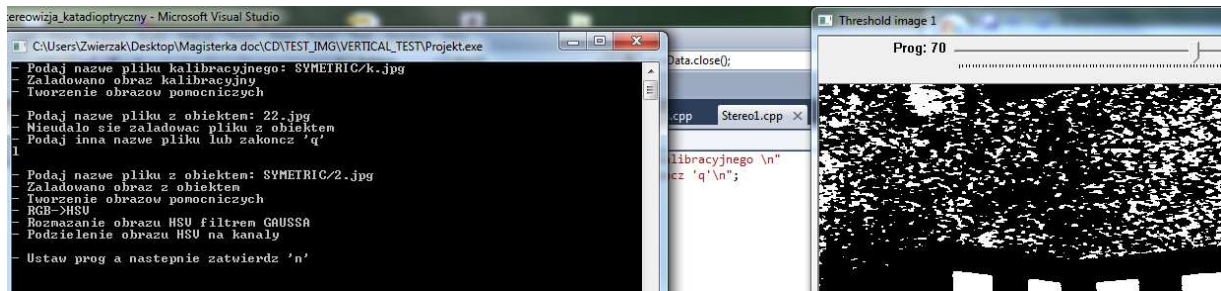 tereowizja_katadioptryczny - Microsoft Visual Studio
C:\Users\Zwierzak\Desktop\Magisterka doc\CD\TEST_IMG\VERTICAL_TEST\Projekt.exe
- Podaj nazwe pliku kalibracyjnego: SYMETRIC/k.jpg
- Zaladowano obraz kalibracyjny
- Tworzenie obrazow pomocniczych
- Podaj nazwe pliku z obiektem: 22.jpg
- Nieudalo sie zaladowac pliku z obiektem
- Podaj inna nazwe pliku lub zakoncz 'q'
l
- Podaj nazwe pliku z obiektem: SYMETRIC/2.jpg
- Zaladowano obraz z obiektem
- Tworzenie obrazow pomocniczych
- RGB->HSV
- Rozmazanie obrazu HSV filtrem GAUSSA
- Podzielenie obrazu HSV na kanaly
- Ustaw prog a nastepnie zatwierdz 'n'
Data.close();
.cpp
Stereo1.cpp
libracyjnego \n"
cz 'q'\n";
Threshold image 1
Prog: 70